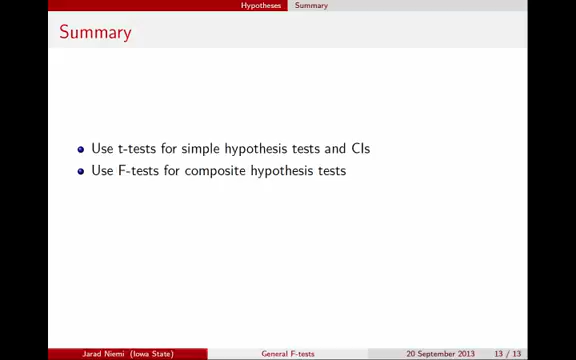 Hypotheses Summary
Summary
Use t-tests for simple hypothesis tests and CIs
Use F-tests for composite hypothesis tests
Jarad Niemi (Iowa State) General F-tests 20 September 2013 13 / 13